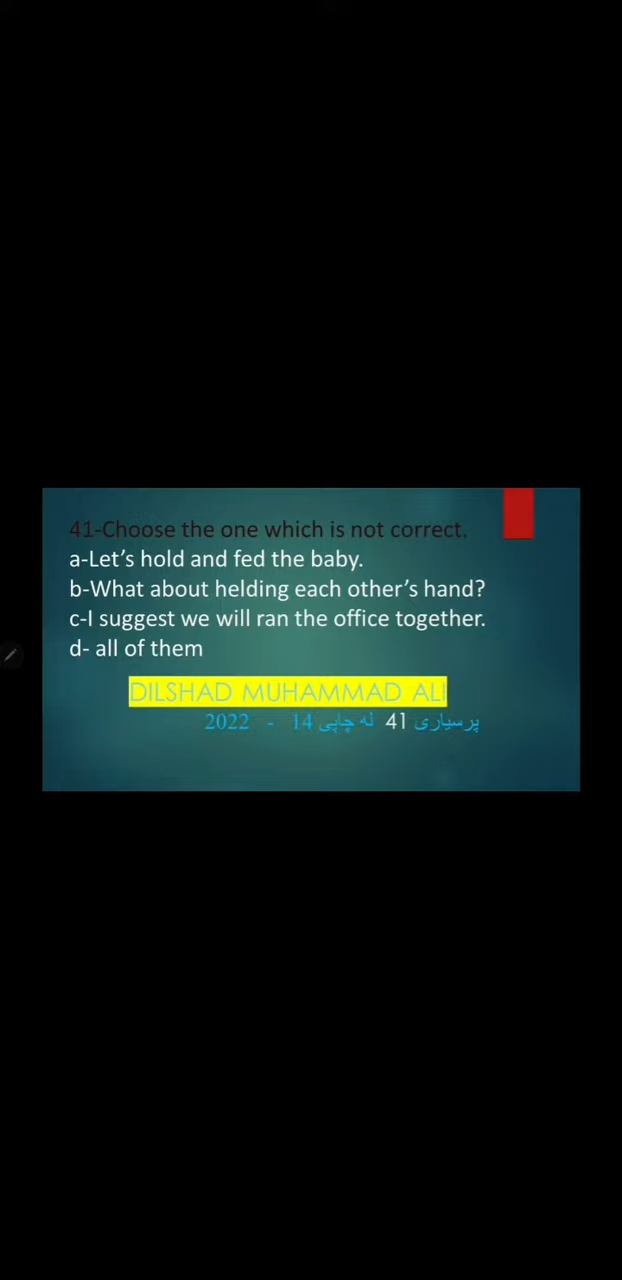 41-Choose the one which is not correct.
a-Let's hold and fed the baby.
b-What about helding each other's hand?
c-I suggest we will ran the office together.
d- all of them
DILSHAD MUHAMMAD ALI
پرسیاری 41 لە چاپی 14 - 2022